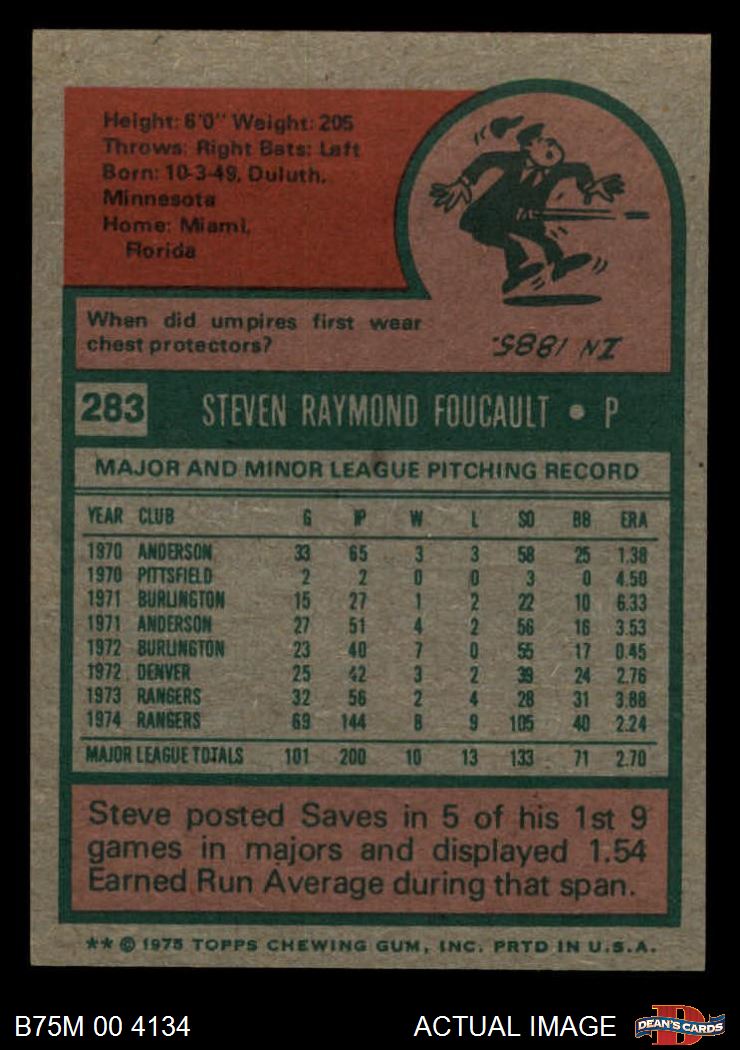 Height: 6'0" Weight: 205
Throws: Right Bats: Left
Born: 10-3-49, Duluth,
Minnesota
Home: Miami,
Florida
When did umpires first wear
chest protectors?
IN 1885.
283 STEVEN RAYMOND FOUCAULT • P
MAJOR AND MINOR LEAGUE PITCHING RECORD
YEAR CLUB G IP W L SO BB ERA
1970 ANDERSON 33 65 3 3 58 25 1.38
1970 PITTSFIELD 2 2 0 0 3 0 4.50
1971 BURLINGTON 15 27 1 2 22 10 6.33
1971 ANDERSON 27 51 4 2 56 16 3.53
1972 BURLINGTON 23 40 7 0 55 17 0.45
1972 DENVER 25 42 3 2 39 24 2.76
1973 RANGERS 32 56 2 4 28 31 3.88
1974 RANGERS 69 144 8 9 105 40 2.24
MAJOR LEAGUE TOTALS 101 200 10 13 133 71 2.70
Steve posted Saves in 5 of his 1st 9
games in majors and displayed 1.54
Earned Run Average during that span.
** © 1975 TOPPS CHEWING GUM, INC. PRTD IN U.S.A.
B75M 00 4134 ACTUAL IMAGE DEAN'S CARDS